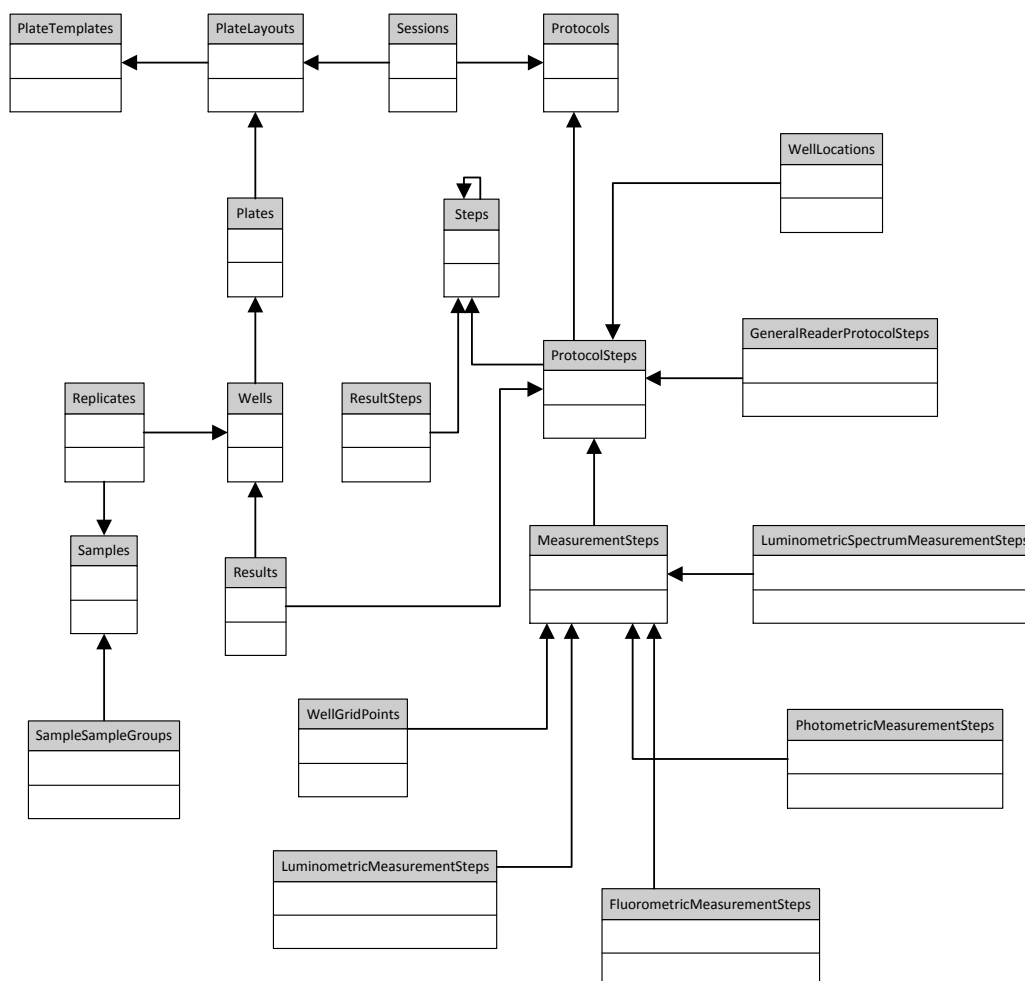 PlateTemplates
PlateLayouts
Sessions
Protocols
WellLocations
Plates
Steps
GeneralReaderProtocolSteps
ProtocolSteps
Replicates
Wells
ResultSteps
MeasurementSteps
LuminometricSpectrumMeasurementSteps
Samples
Results
WellGridPoints
PhotometricMeasurementSteps
SampleSampleGroups
LuminometricMeasurementSteps
FluorometricMeasurementSteps